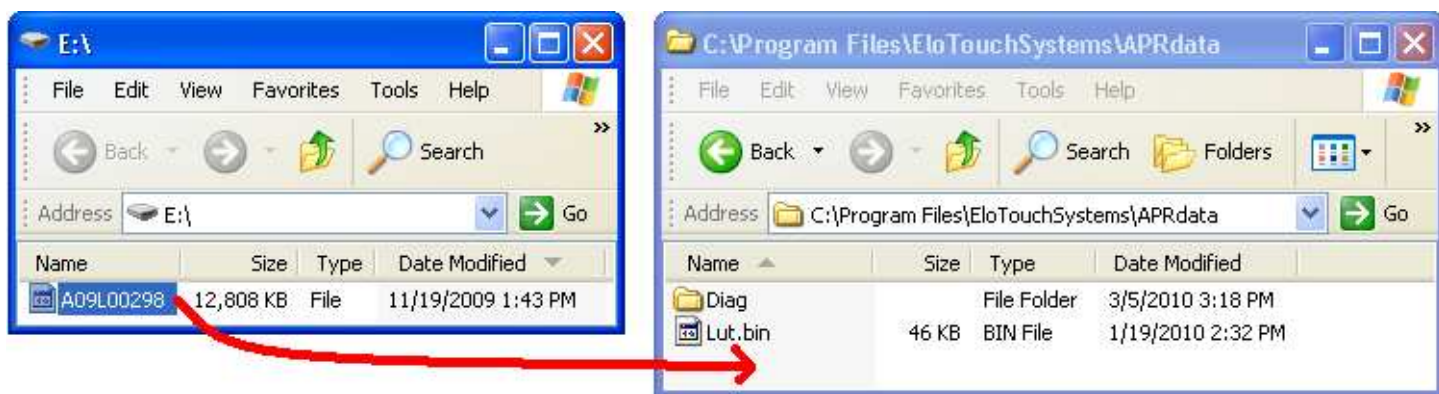 E:\
File Edit View Favorites Tools Help
Back Search »
Address E:\ Go
Name Size Type Date Modified
A09L00298 12,808 KB File 11/19/2009 1:43 PM
C:\Program Files\EloTouchSystems\APRdata
File Edit View Favorites Tools Help
Back Search Folders »
Address C:\Program Files\EloTouchSystems\APRdata Go
Name Size Type Date Modified
Diag File Folder 3/5/2010 3:18 PM
Lut.bin 46 KB BIN File 1/19/2010 2:32 PM